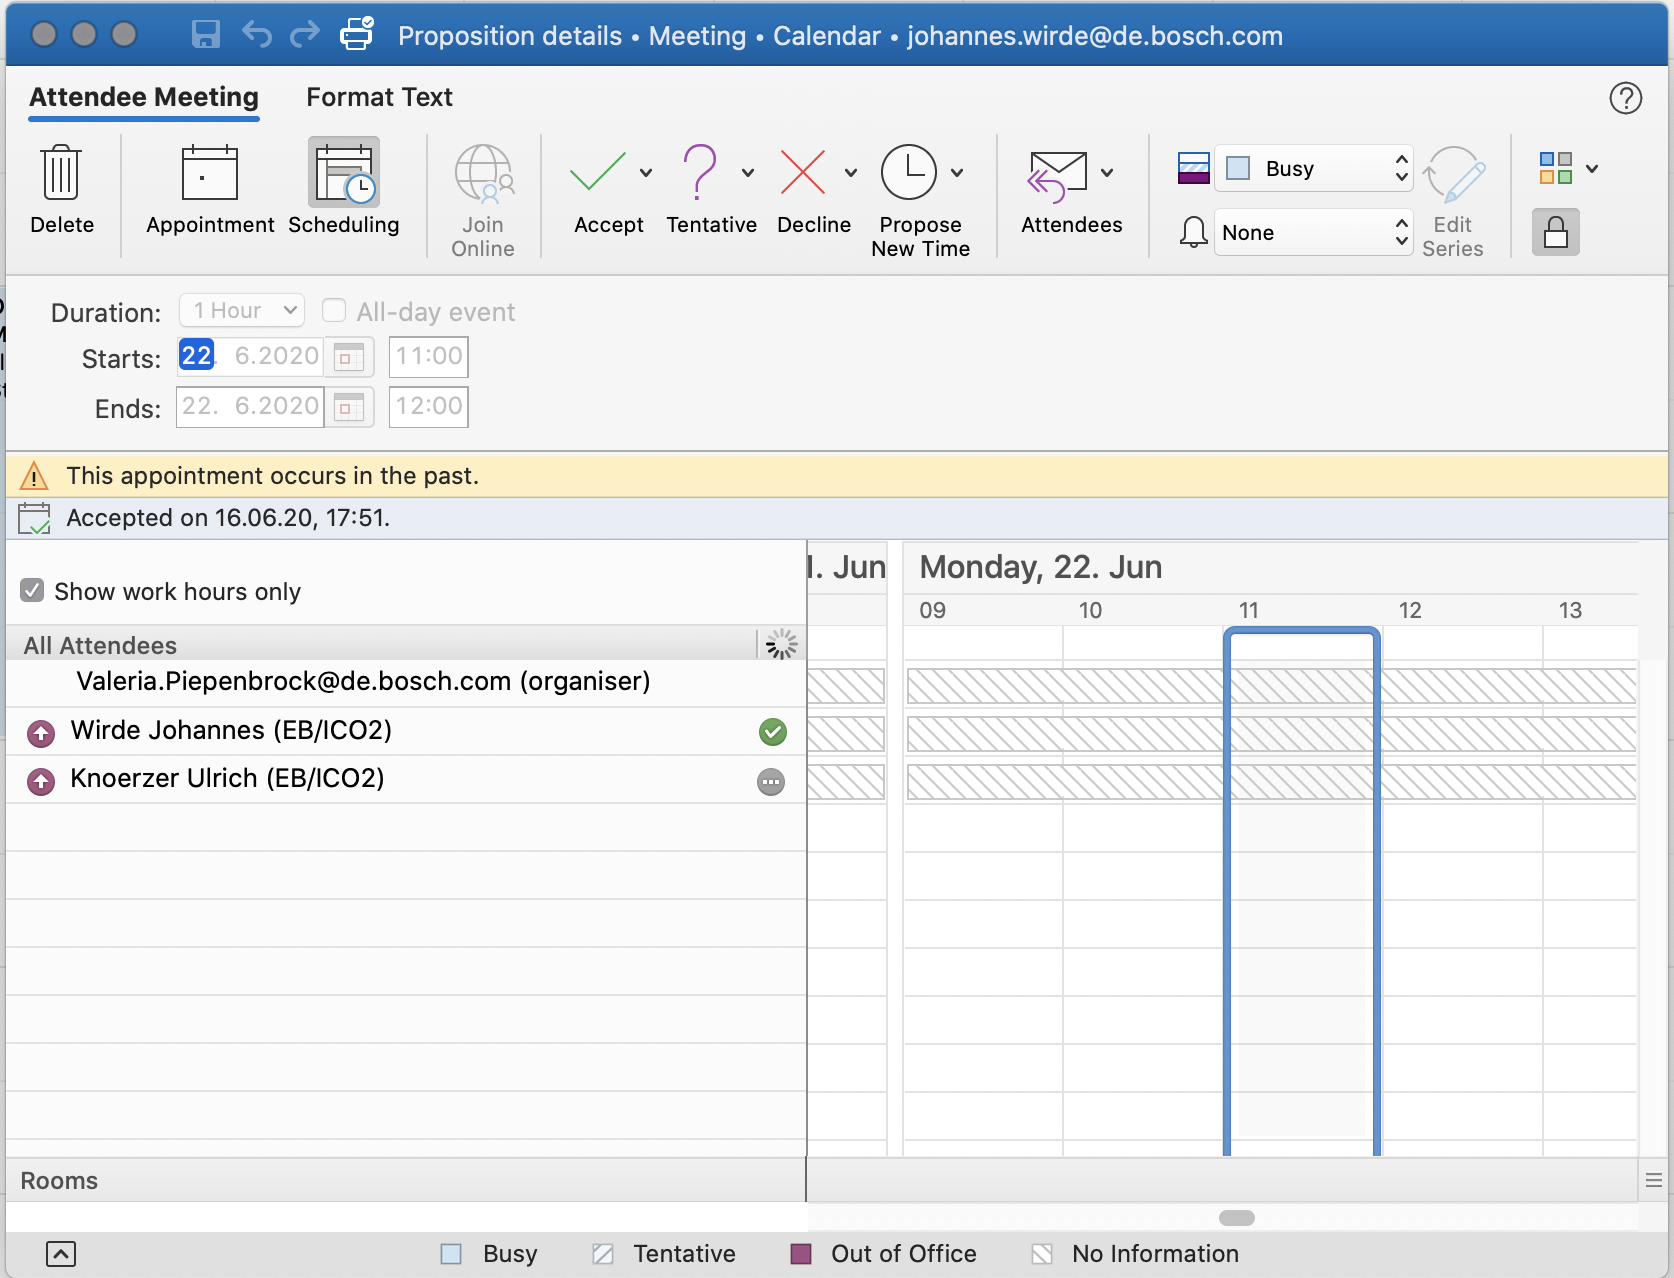 Proposition details • Meeting • Calendar • johannes.wirde@de.bosch.com
Attendee Meeting
Format Text
Delete
Appointment
Scheduling
Join Online
Accept
Tentative
Decline
Propose New Time
Attendees
Busy
None
Edit Series
Duration: 1 Hour All-day event
Starts: 22. 6.2020 11:00
Ends: 22. 6.2020 12:00
This appointment occurs in the past.
Accepted on 16.06.20, 17:51.
. Jun
Monday, 22. Jun
Show work hours only
09 10 11 12 13
All Attendees
Valeria.Piepenbrock@de.bosch.com (organiser)
Wirde Johannes (EB/ICO2)
Knoerzer Ulrich (EB/ICO2)
Rooms
Busy
Tentative
Out of Office
No Information